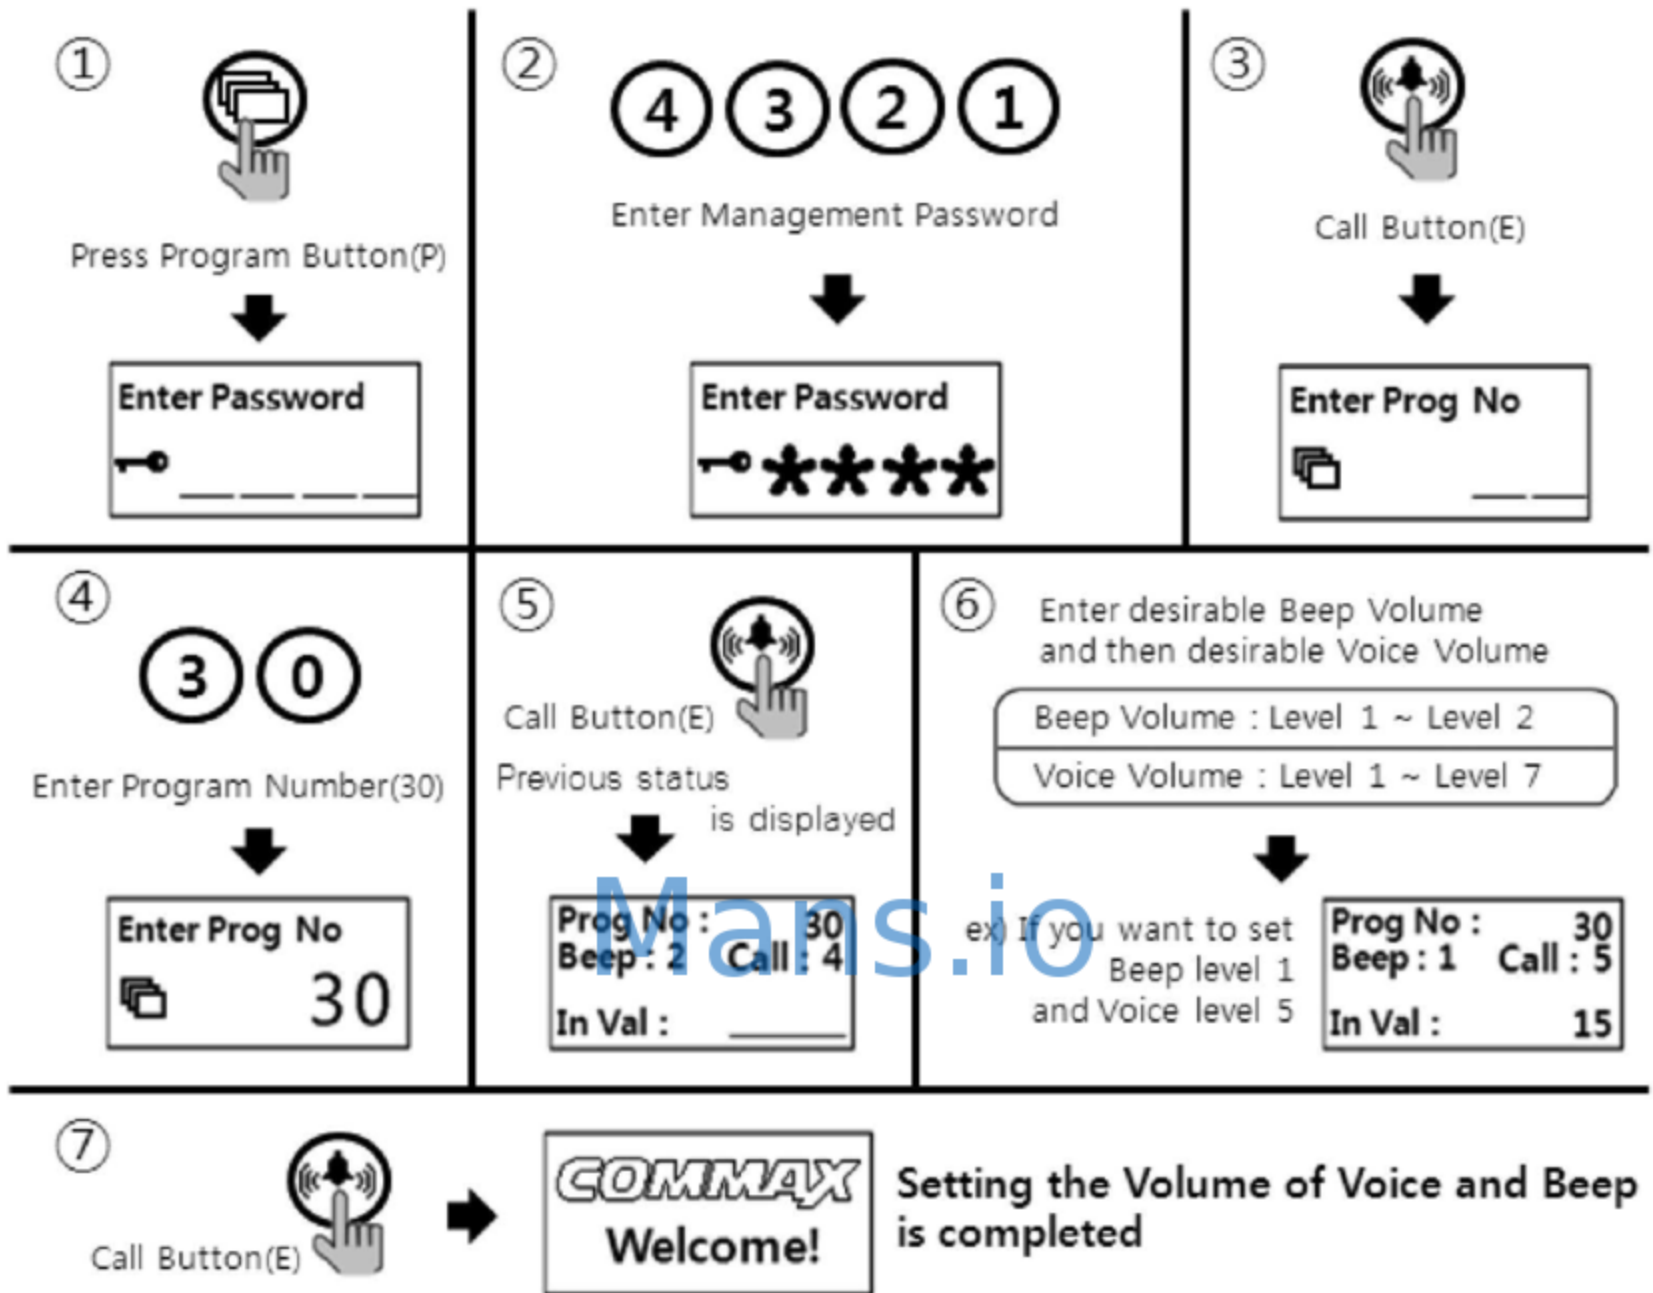 ①
Press Program Button(P)
Enter Password
②
4 3 2 1
Enter Management Password
Enter Password
③
Call Button(E)
Enter Prog No
④
3 0
Enter Program Number(30)
Enter Prog No
30
⑤
Call Button(E)
Previous status
is displayed
Prog No : 30
Beep : 2 Call : 4
In Val :
⑥
Enter desirable Beep Volume
and then desirable Voice Volume
Beep Volume : Level 1 ~ Level 2
Voice Volume : Level 1 ~ Level 7
ex) If you want to set
Beep level 1
and Voice level 5
Prog No : 30
Beep : 1 Call : 5
In Val : 15
Mans.io
⑦
Call Button(E)
COMMAX
Welcome!
Setting the Volume of Voice and Beep
is completed